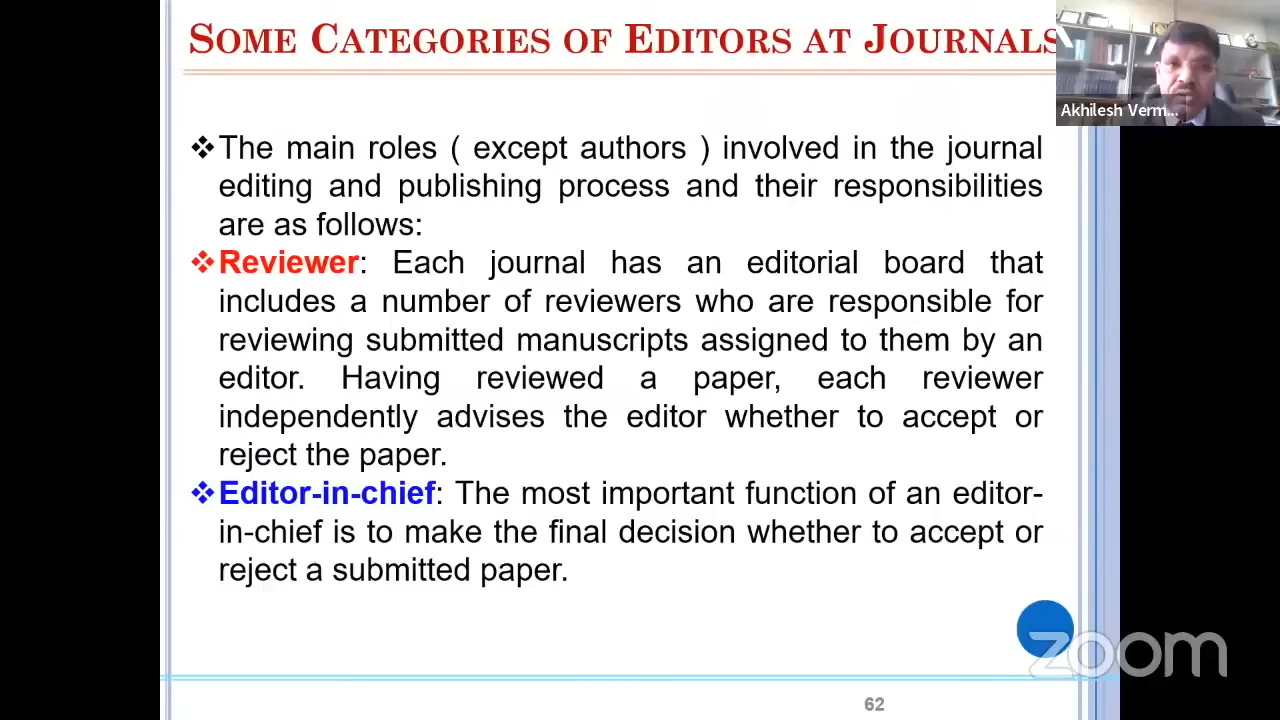 SOME CATEGORIES OF EDITORS AT JOURNALS
Akhilesh Verm...
❖The main roles ( except authors ) involved in the journal
editing and publishing process and their responsibilities
are as follows:
❖Reviewer: Each journal has an editorial board that
includes a number of reviewers who are responsible for
reviewing submitted manuscripts assigned to them by an
editor. Having reviewed a paper, each reviewer
independently advises the editor whether to accept or
reject the paper.
❖Editor-in-chief: The most important function of an editor-
in-chief is to make the final decision whether to accept or
reject a submitted paper.
zoom
62